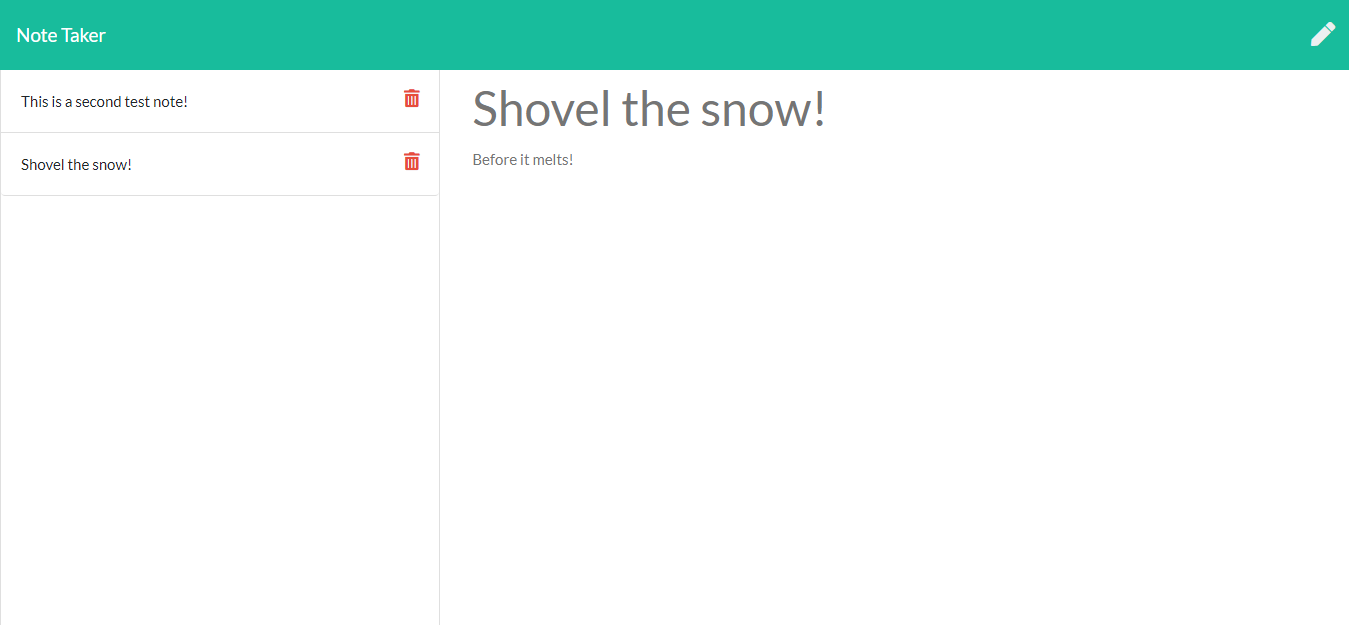 Note Taker
This is a second test note!
Shovel the snow!
Shovel the snow!
Before it melts!